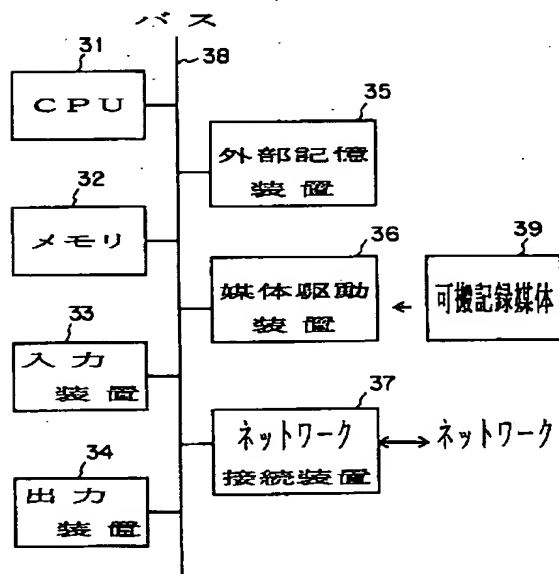 バス
38
31
CPU
35
外部記憶
装置
32
メモリ
36
媒体駆動
装置
39
可搬記録媒体
33
入力
装置
37
ネットワーク
接続装置
ネットワーク
34
出力
装置